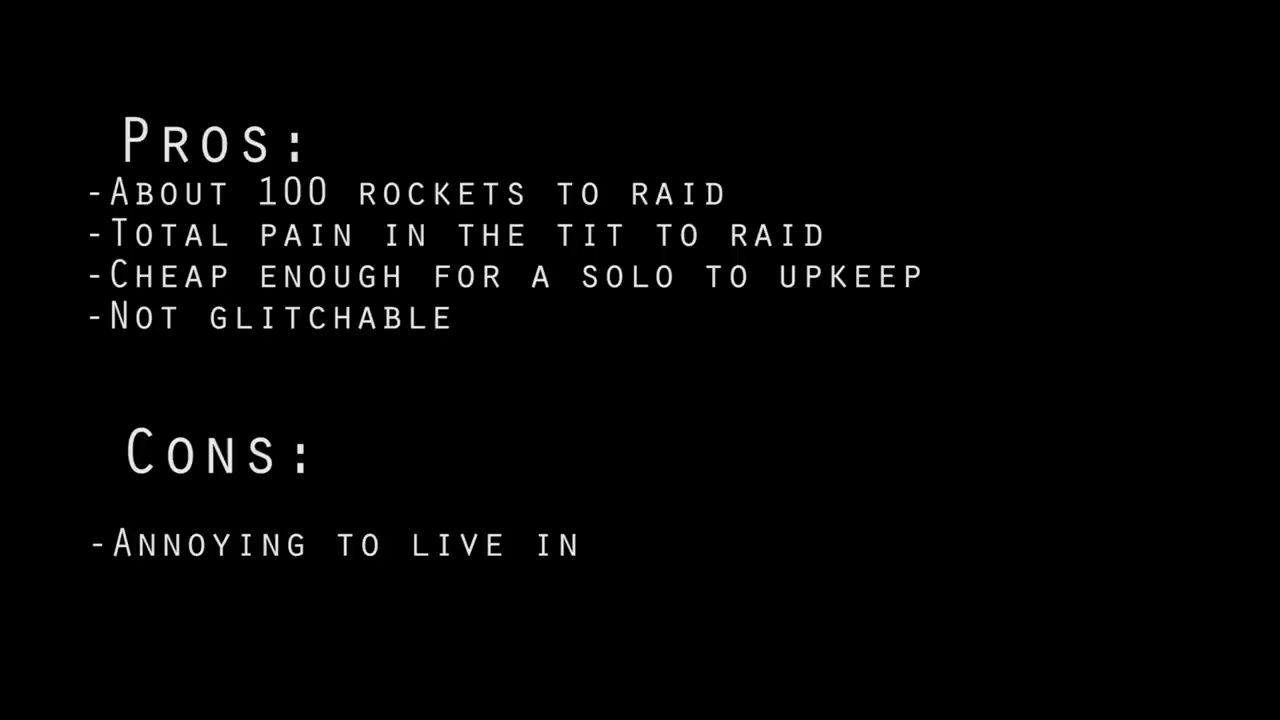 Pros:
-About 100 rockets to raid
-Total pain in the tit to raid
-Cheap enough for a solo to upkeep
-Not glitchable
Cons:
-Annoying to live in